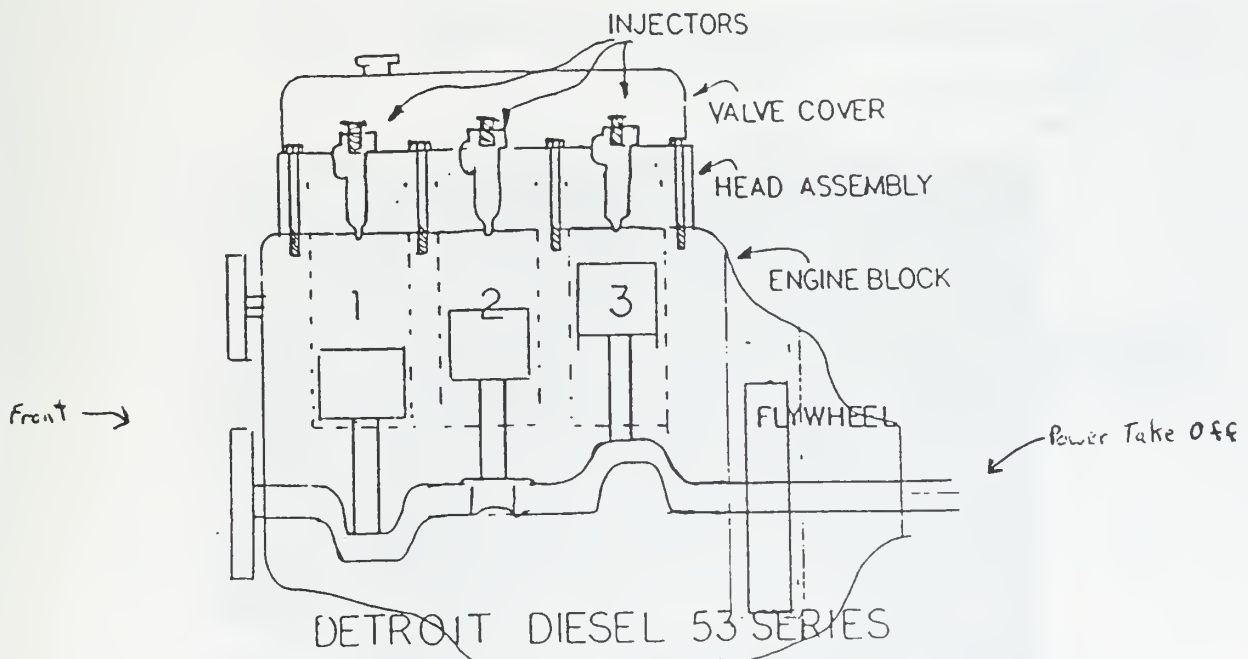 INJECTORS
VALVE COVER
HEAD ASSEMBLY
ENGINE BLOCK
1 2 3
Front
FLYWHEEL
Power Take Off
DETROIT DIESEL 53 SERIES